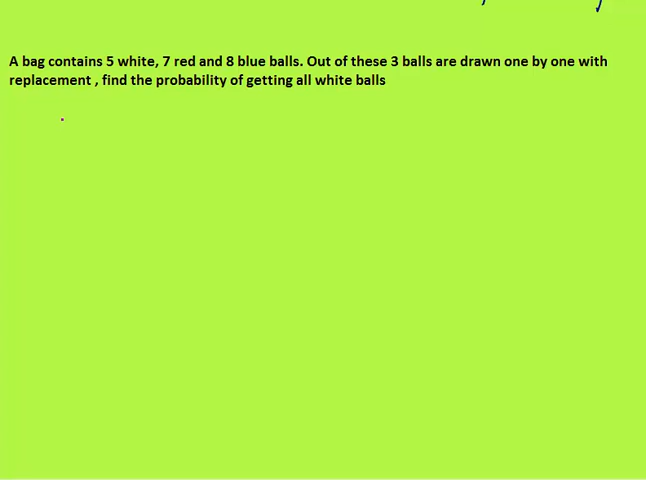 A bag contains 5 white, 7 red and 8 blue balls. Out of these 3 balls are drawn one by one with
replacement , find the probability of getting all white balls